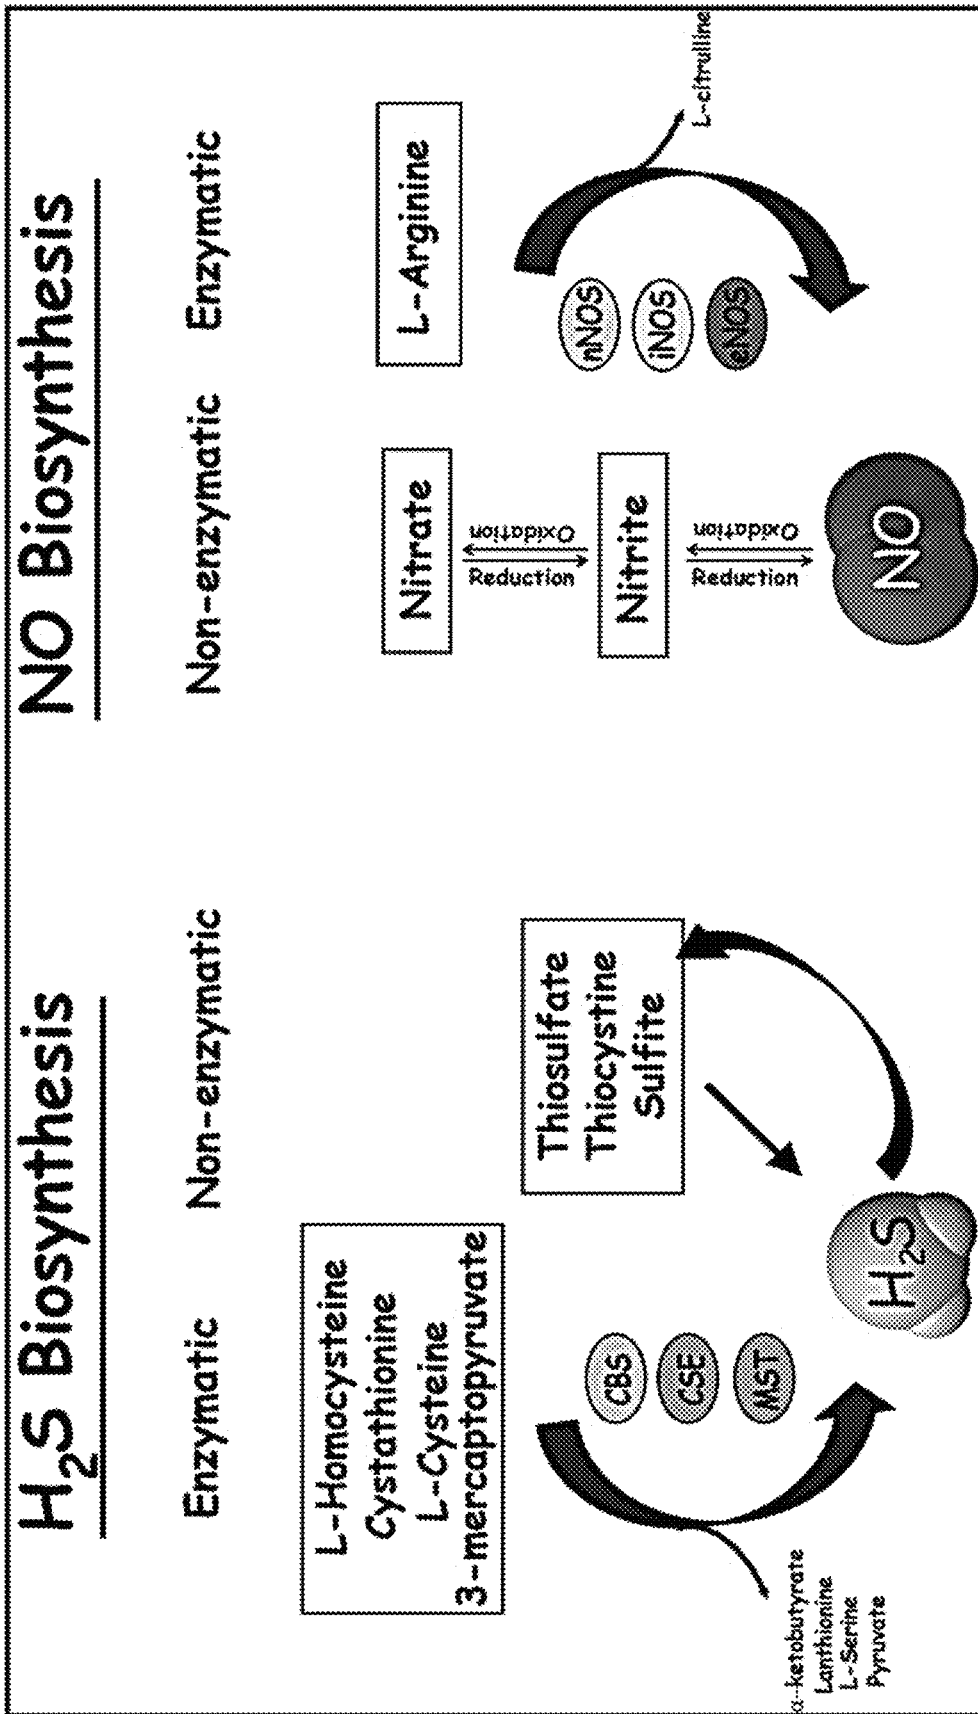 H₂S Biosynthesis
Enzymatic
Non-enzymatic
L-Homocysteine
Cystathionine
L-Cysteine
3-mercaptopyruvate
Thiosulfate
Thiocystine
Sulfite
CBS
CSE
MST
α-ketobutyrate
Lanthionine
L-Serine
Pyruvate
H₂S
NO Biosynthesis
Non-enzymatic
Enzymatic
Nitrate
Oxidation
Reduction
Nitrite
Oxidation
Reduction
NO
L-Arginine
nNOS
iNOS
eNOS
L-citrulline